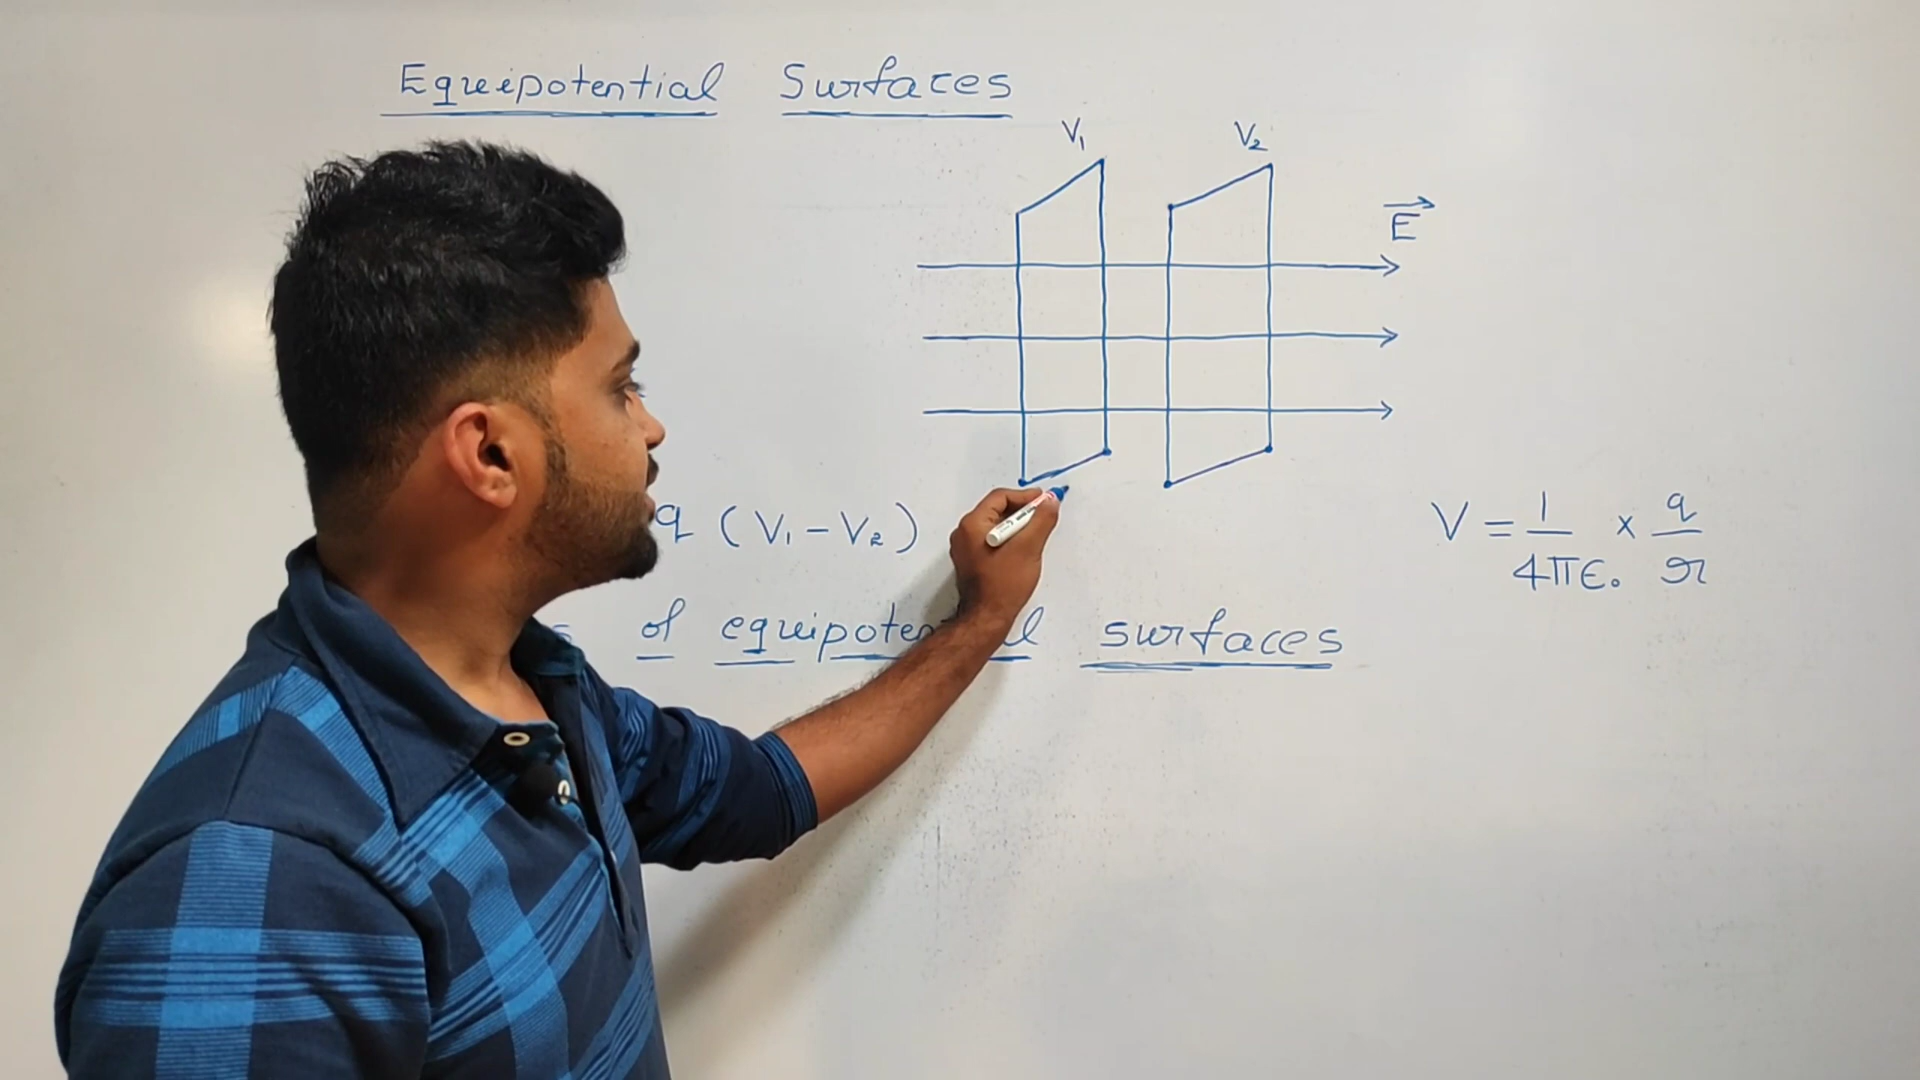 Equipotential Surfaces
V₁ V₂
E⃗
q (V₁ - V₂)
V = 1/4πε₀ × q/r
of equipotential surfaces